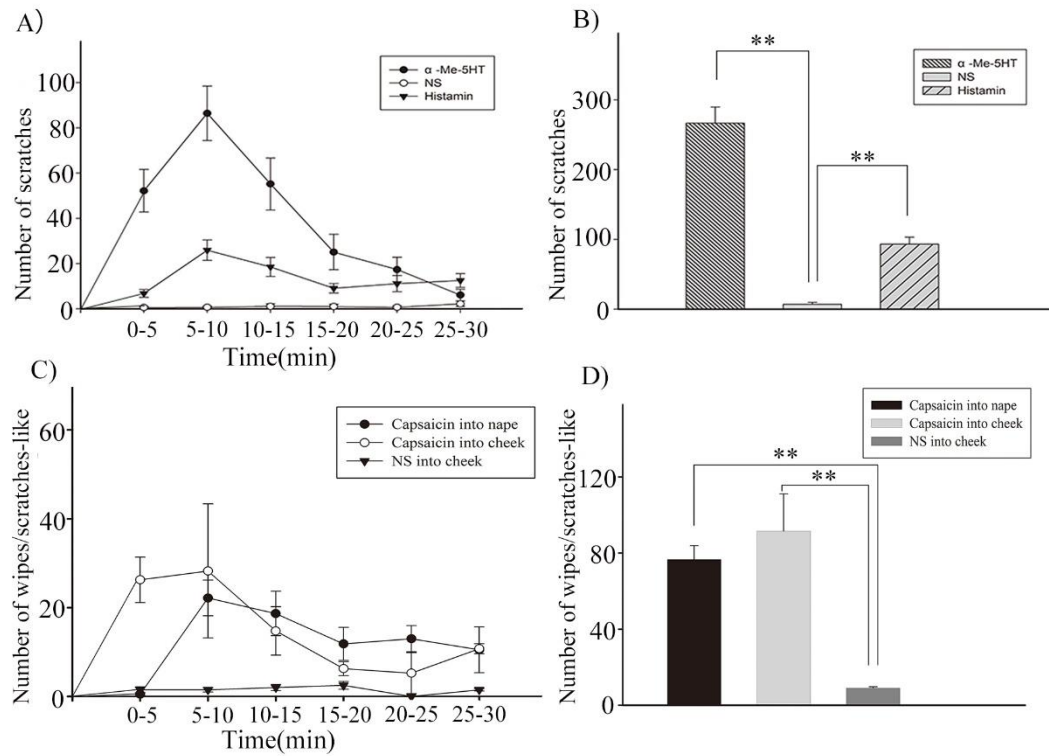 A)
Number of scratches
100
80
60
40
20
0
α -Me-5HT
NS
Histamin
0-5 5-10 10-15 15-20 20-25 25-30
Time(min)
B)
Number of scratches
300
200
100
0
α -Me-5HT
NS
Histamin
**
**
C)
Number of wipes/scratches-like
60
40
20
0
Capsaicin into nape
Capsaicin into cheek
NS into cheek
0-5 5-10 10-15 15-20 20-25 25-30
Time(min)
D)
Number of wipes/scratches-like
120
80
40
0
Capsaicin into nape
Capsaicin into cheek
NS into cheek
**
**